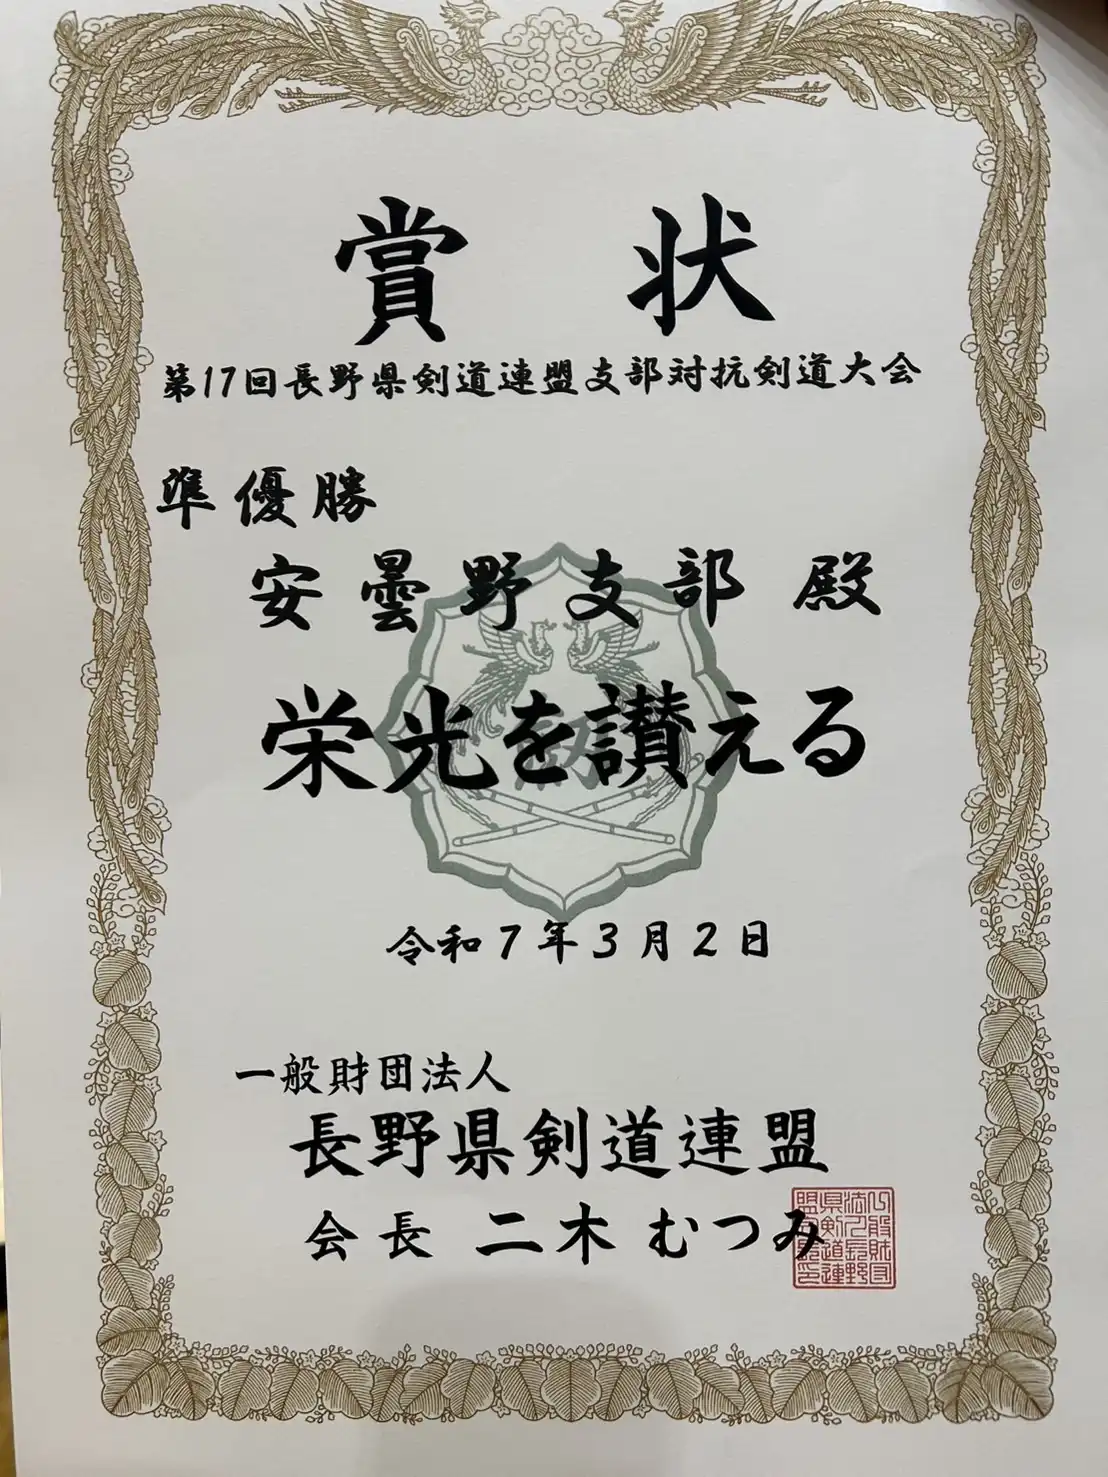 賞状
第17回長野県剣道連盟支部対抗剣道大会
準優勝
安曇野支部殿
栄光を讃える
令和7年3月2日
一般財団法人
長野県剣道連盟
会長 二木むつみ